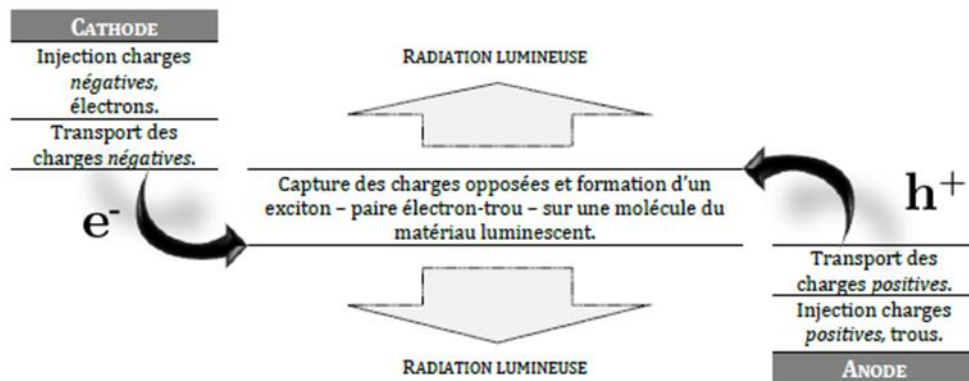 CATHODE
Injection charges
négatives,
électrons.
Transport des
charges négatives.
e-
RADIATION LUMINEUSE
Capture des charges opposées et formation d'un
exciton – paire électron-trou – sur une molécule du
matériau luminescent.
RADIATION LUMINEUSE
h+
Transport des
charges positives.
Injection charges
positives, trous.
ANODE